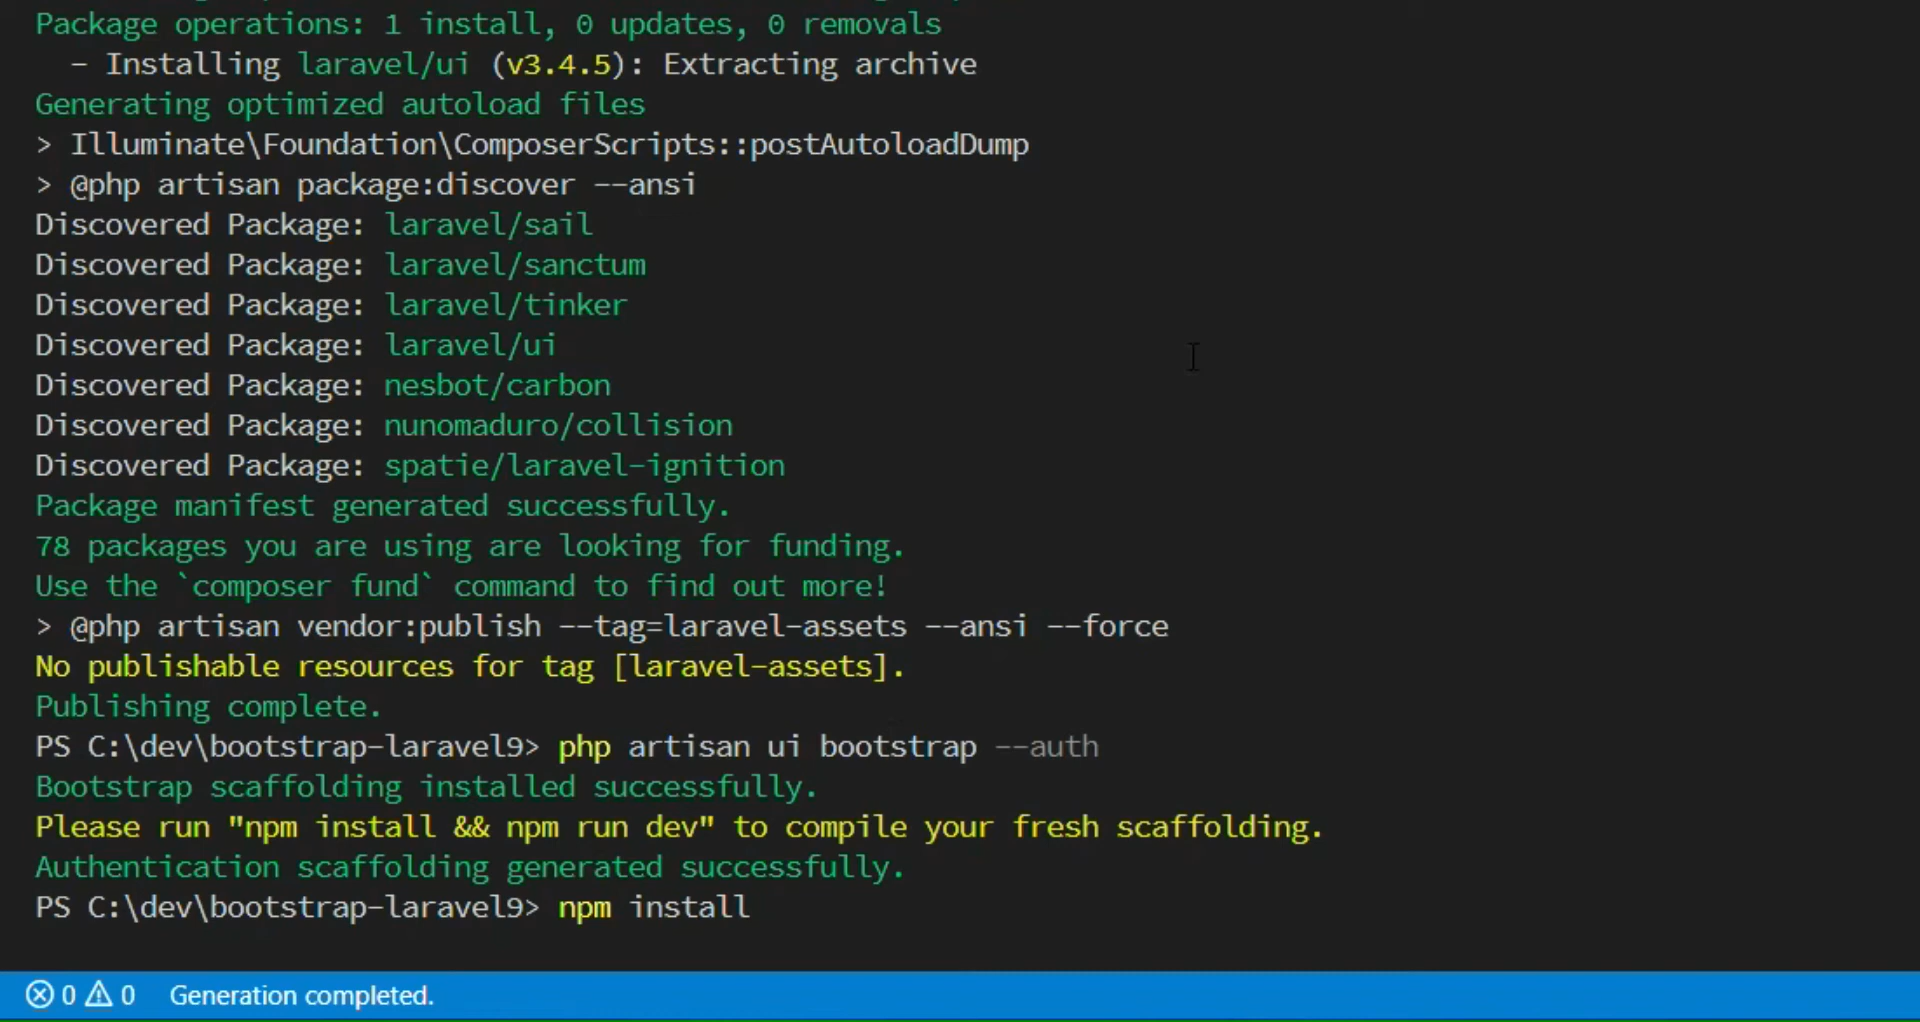 Package operations: 1 install, 0 updates, 0 removals
  - Installing laravel/ui (v3.4.5): Extracting archive
Generating optimized autoload files
> Illuminate\Foundation\ComposerScripts::postAutoloadDump
> @php artisan package:discover --ansi
Discovered Package: laravel/sail
Discovered Package: laravel/sanctum
Discovered Package: laravel/tinker
Discovered Package: laravel/ui
Discovered Package: nesbot/carbon
Discovered Package: nunomaduro/collision
Discovered Package: spatie/laravel-ignition
Package manifest generated successfully.
78 packages you are using are looking for funding.
Use the `composer fund` command to find out more!
> @php artisan vendor:publish --tag=laravel-assets --ansi --force
No publishable resources for tag [laravel-assets].
Publishing complete.
PS C:\dev\bootstrap-laravel9> php artisan ui bootstrap --auth
Bootstrap scaffolding installed successfully.
Please run "npm install && npm run dev" to compile your fresh scaffolding.
Authentication scaffolding generated successfully.
PS C:\dev\bootstrap-laravel9> npm install
0 0 Generation completed.